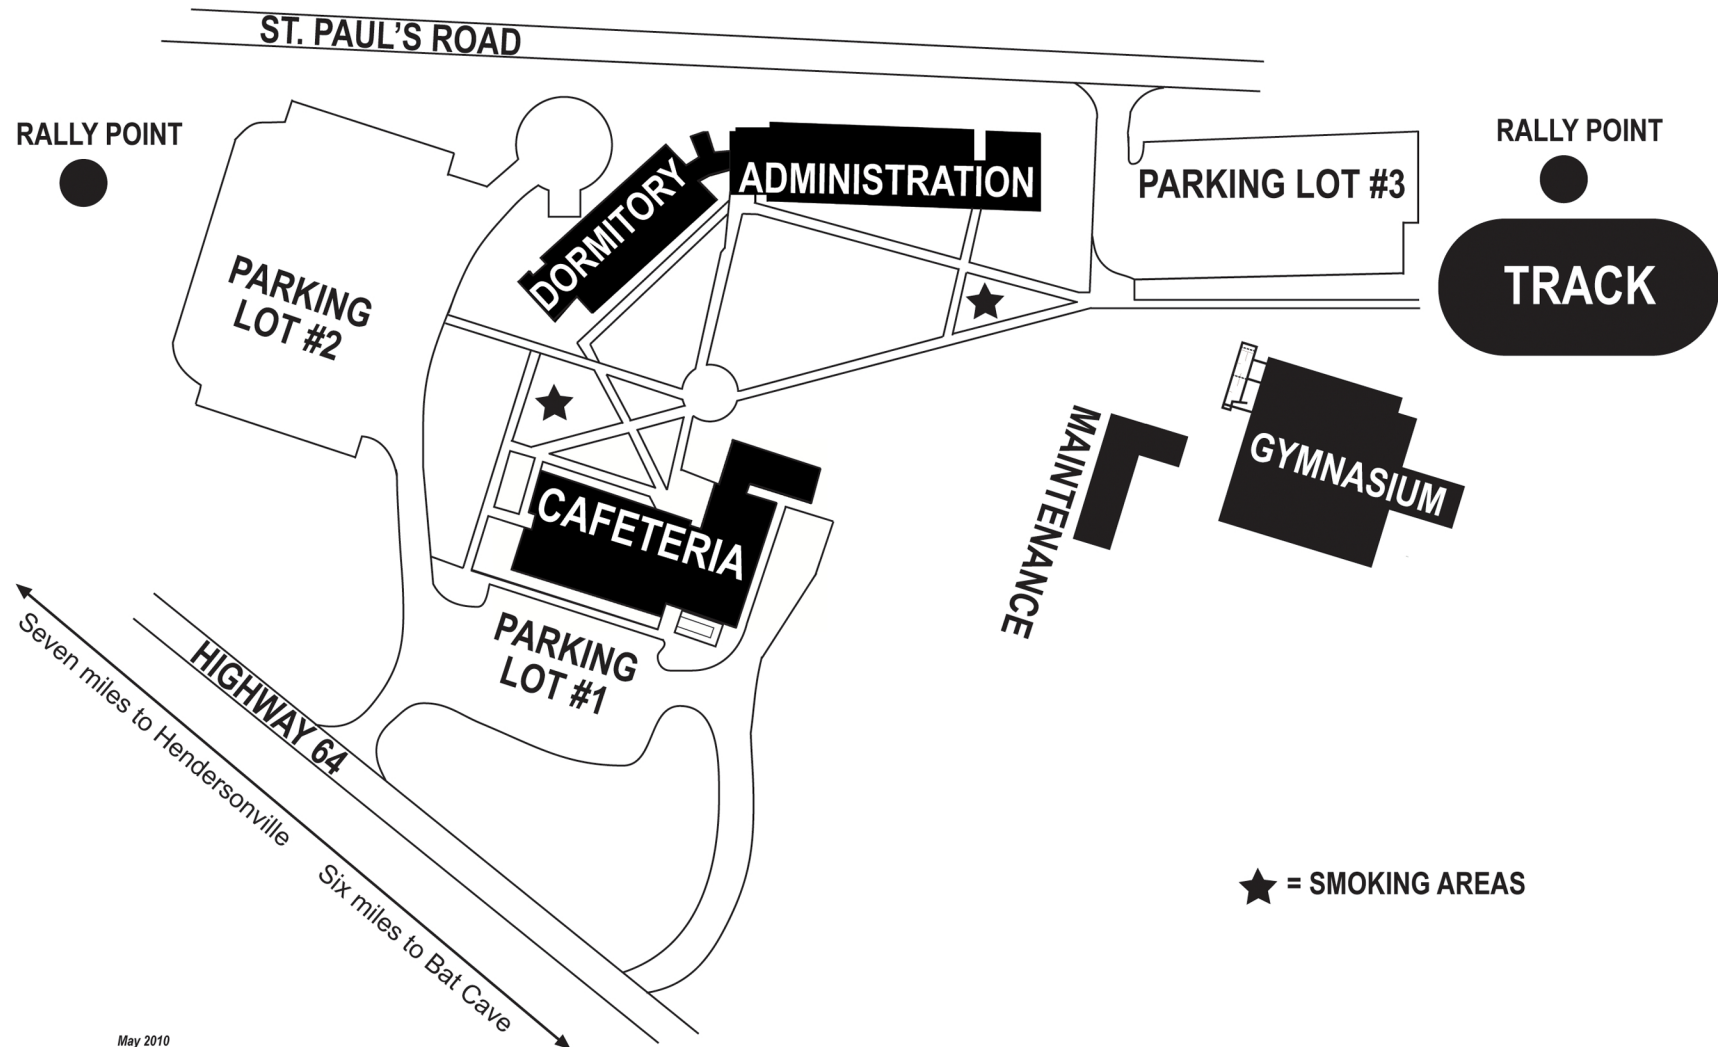 ST. PAUL'S ROAD
RALLY POINT
RALLY POINT
ADMINISTRATION
DORMITORY
PARKING LOT #3
PARKING
LOT #2
TRACK
GYMNASIUM
MAINTENANCE
CAFETERIA
PARKING
LOT #1
HIGHWAY 64
Seven miles to Hendersonville
Six miles to Bat Cave
= SMOKING AREAS
May 2010